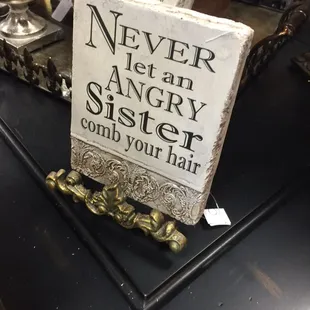 NEVER
let an
ANGRY
Sister
comb your hair